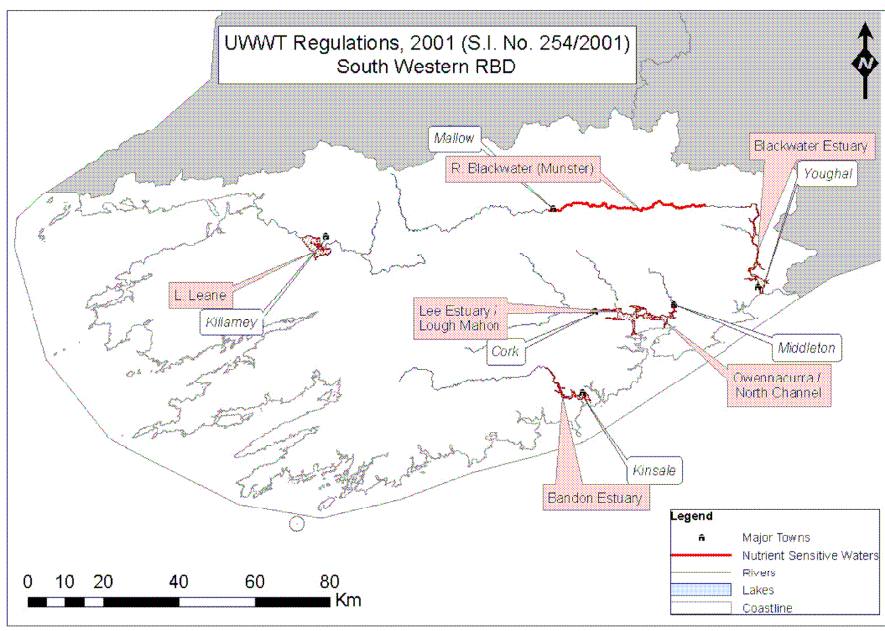 UWWT Regulations, 2001 (S.I. No. 254/2001)
South Western RBD
N
Mallow
Blackwater Estuary
R. Blackwater (Munster)
Youghal
L. Leane
Killarney
Lee Estuary /
Lough Mahon
Cork
Middleton
Owennacurra /
North Channel
Kinsale
Bandon Estuary
Legend
Major Towns
Nutrient Sensitive Waters
Rivers
Lakes
Coastline
0 10 20 40 60 80
Km